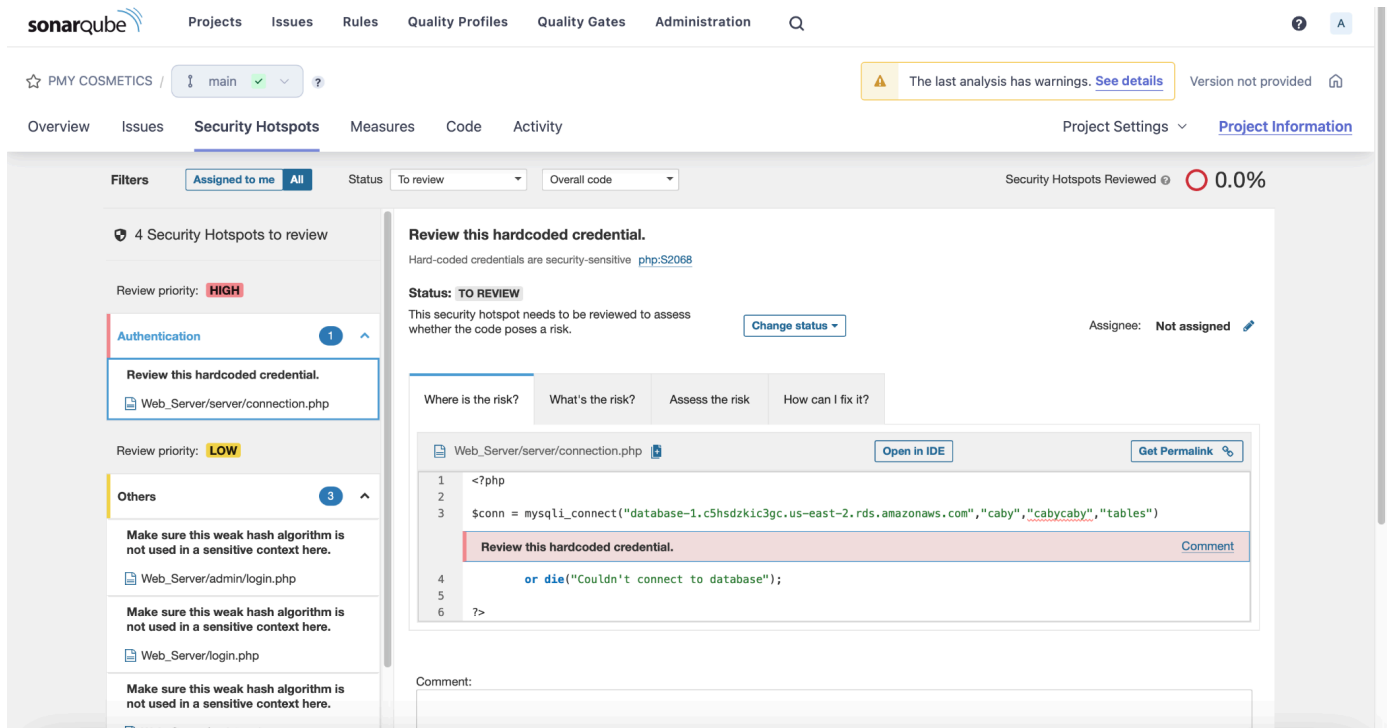 sonarqube
Projects Issues Rules Quality Profiles Quality Gates Administration ? A
PMY COSMETICS / main ?
The last analysis has warnings. See details Version not provided
Overview Issues Security Hotspots Measures Code Activity Project Settings Project Information
Filters Assigned to me All Status To review Overall code Security Hotspots Reviewed ? 0.0%
4 Security Hotspots to review
Review priority: HIGH
Authentication 1
Review this hardcoded credential.
Web_Server/server/connection.php
Review priority: LOW
Others 3
Make sure this weak hash algorithm is
not used in a sensitive context here.
Web_Server/admin/login.php
Make sure this weak hash algorithm is
not used in a sensitive context here.
Web_Server/login.php
Make sure this weak hash algorithm is
not used in a sensitive context here.
Review this hardcoded credential.
Hard-coded credentials are security-sensitive php:S2068
Status: TO REVIEW
This security hotspot needs to be reviewed to assess
whether the code poses a risk.
Change status
Assignee: Not assigned
Where is the risk? What's the risk? Assess the risk How can I fix it?
Web_Server/server/connection.php Open in IDE Get Permalink
1 <?php
2
3 $conn = mysqli_connect("database-1.c5hsdzkic3gc.us-east-2.rds.amazonaws.com","caby","cabycaby","tables")
Review this hardcoded credential. Comment
4 or die("Couldn't connect to database");
5
6 ?>
Comment: